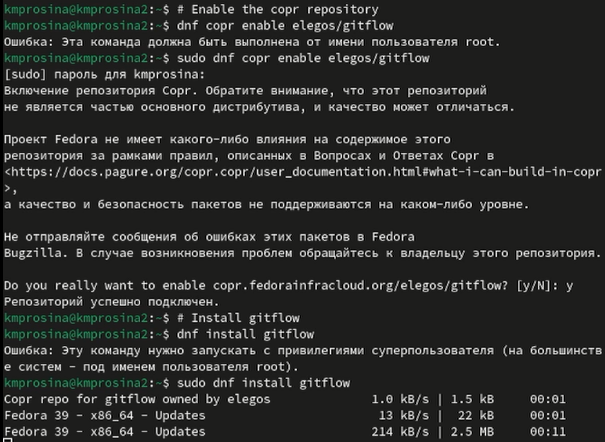 kmprosina@kmprosina2:~$ # Enable the copr repository
kmprosina@kmprosina2:~$ dnf copr enable elegos/gitflow
Ошибка: Эта команда должна быть выполнена от имени пользователя root.
kmprosina@kmprosina2:~$ sudo dnf copr enable elegos/gitflow
[sudo] пароль для kmprosina:
Включение репозитория Copr. Обратите внимание, что этот репозиторий
не является частью основного дистрибутива, и качество может отличаться.
Проект Fedora не имеет какого-либо влияния на содержимое этого
репозитория за рамками правил, описанных в Вопросах и Ответах Copr в
<https://docs.pagure.org/copr.copr/user_documentation.html#what-i-can-build-in-copr
>,
а качество и безопасность пакетов не поддерживаются на каком-либо уровне.
Не отправляйте сообщения об ошибках этих пакетов в Fedora
Bugzilla. В случае возникновения проблем обращайтесь к владельцу этого репозитория.
Do you really want to enable copr.fedorainfracloud.org/elegos/gitflow? [y/N]: y
Репозиторий успешно подключен.
kmprosina@kmprosina2:~$ # Install gitflow
kmprosina@kmprosina2:~$ dnf install gitflow
Ошибка: Эту команду нужно запускать с привилегиями суперпользователя (на большинств
е систем - под именем пользователя root).
kmprosina@kmprosina2:~$ sudo dnf install gitflow
Copr repo for gitflow owned by elegos 1.0 kB/s | 1.5 kB 00:01
Fedora 39 - x86_64 - Updates 13 kB/s | 22 kB 00:01
Fedora 39 - x86_64 - Updates 214 kB/s | 2.5 MB 00:11